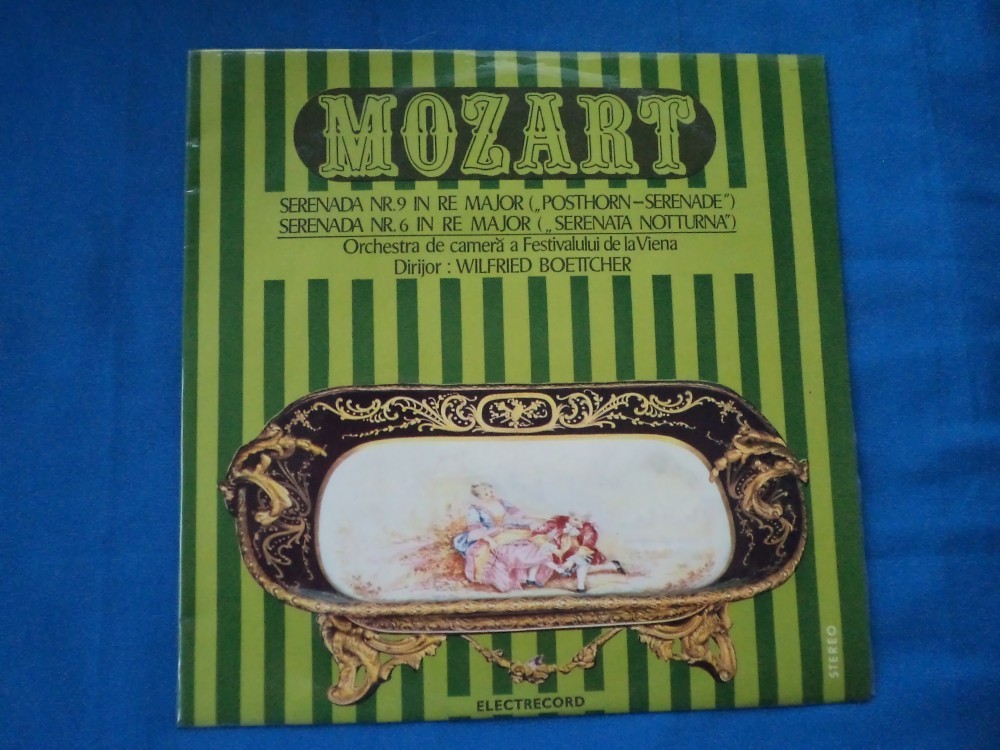 MOZART
SERENADA NR.9 IN RE MAJOR („POSTHORN–SERENADE”)
SERENADA NR.6 IN RE MAJOR („SERENATA NOTTURNA”)
Orchestra de cameră a Festivalului de la Viena
Dirijor : WILFRIED BOETTCHER
STEREO
ELECTRECORD